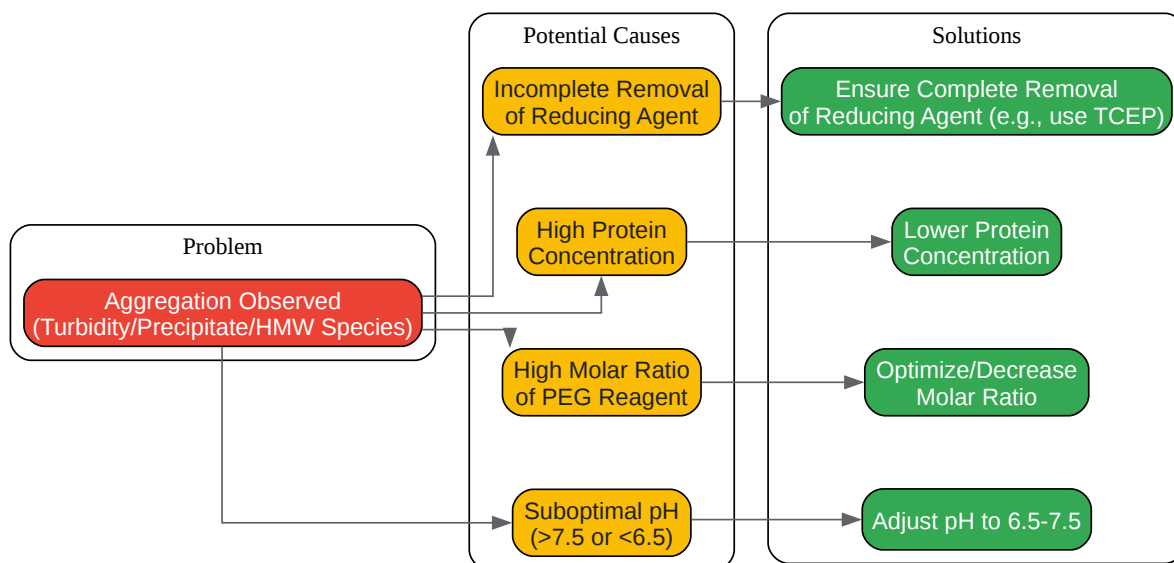 Potential Causes
Solutions
Incomplete Removal
of Reducing Agent
Ensure Complete Removal
of Reducing Agent (e.g., use TCEP)
High Protein
Concentration
Lower Protein
Concentration
Problem
Aggregation Observed
(Turbidity/Precipitate/HMW Species)
High Molar Ratio
of PEG Reagent
Optimize/Decrease
Molar Ratio
Suboptimal pH
(>7.5 or <6.5)
Adjust pH to 6.5-7.5